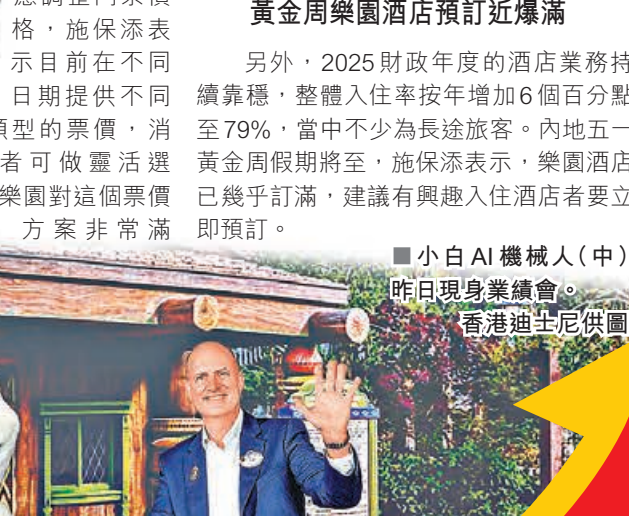 格，施保添表
示目前在不同
日期提供不同
類型的票價，消
者可做靈活選
樂園對這個票價
方案非常滿
黃金周樂園酒店預訂近爆滿
另外，2025財政年度的酒店業務持
續靠穩，整體入住率按年增加6個百分點
至79%，當中不少為長途旅客。內地五一
黃金周假期將至，施保添表示，樂園酒店
已幾乎訂滿，建議有興趣入住酒店者要立
即預訂。
■小白AI機械人（中）
昨日現身業績會。
香港迪士尼供圖